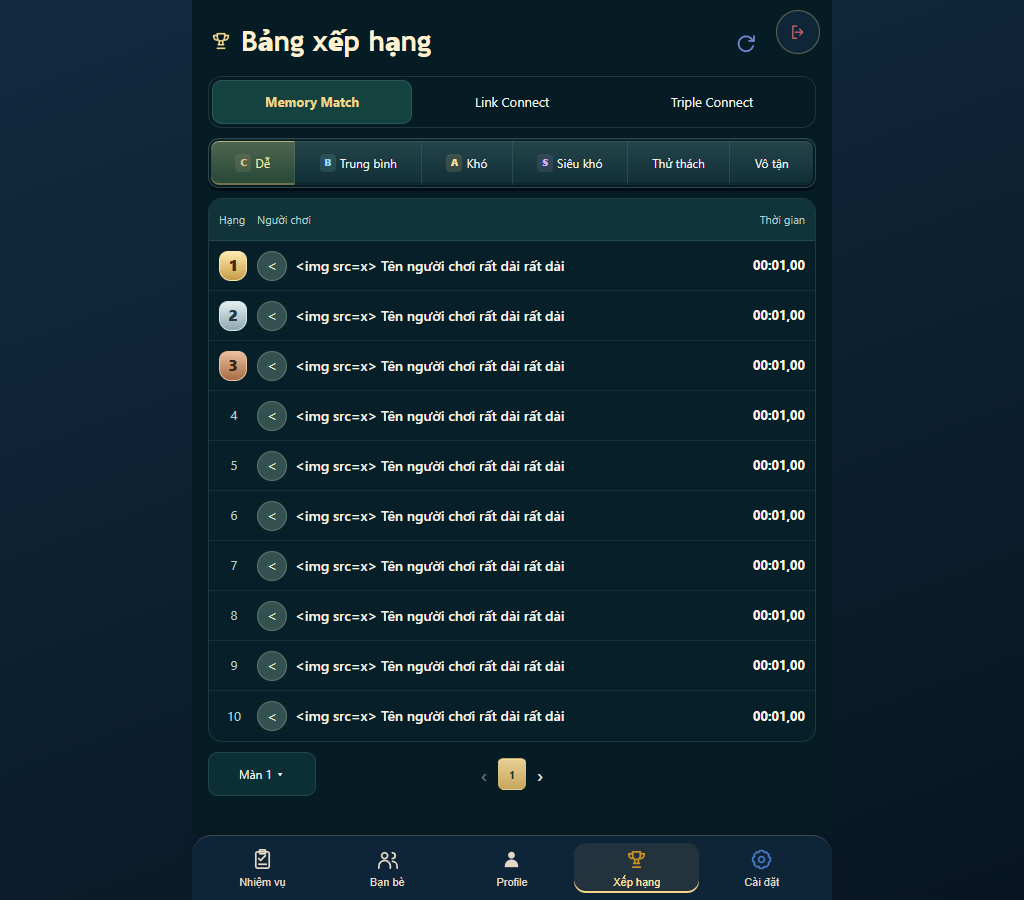 Bảng xếp hạng
Memory Match Link Connect Triple Connect
C Dễ B Trung bình A Khó S Siêu khó Thử thách Vô tận
Hạng Người chơi Thời gian
1 < <img src=x> Tên người chơi rất dài rất dài 00:01,00
2 < <img src=x> Tên người chơi rất dài rất dài 00:01,00
3 < <img src=x> Tên người chơi rất dài rất dài 00:01,00
4 < <img src=x> Tên người chơi rất dài rất dài 00:01,00
5 < <img src=x> Tên người chơi rất dài rất dài 00:01,00
6 < <img src=x> Tên người chơi rất dài rất dài 00:01,00
7 < <img src=x> Tên người chơi rất dài rất dài 00:01,00
8 < <img src=x> Tên người chơi rất dài rất dài 00:01,00
9 < <img src=x> Tên người chơi rất dài rất dài 00:01,00
10 < <img src=x> Tên người chơi rất dài rất dài 00:01,00
Màn 1 ‹ 1 ›
Nhiệm vụ Bạn bè Profile Xếp hạng Cài đặt